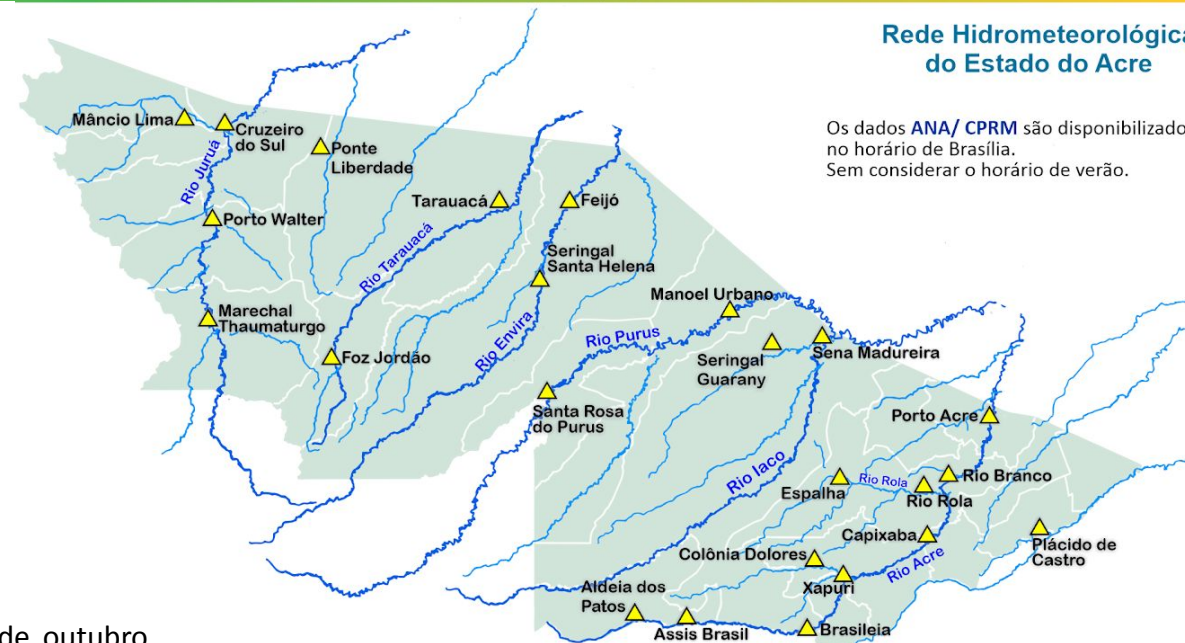 Rede Hidrometeorológica
do Estado do Acre
Os dados ANA/ CPRM são disponibilizado
no horário de Brasília.
Sem considerar o horário de verão.
Mâncio Lima
Cruzeiro
do Sul
Ponte
Liberdade
Rio Juruá
Tarauacá
Feijó
Porto Walter
Rio Tarauacá
Seringal
Santa Helena
Manoel Urbano
Marechal
Thaumaturgo
Rio Envira
Rio Purus
Foz Jordão
Seringal
Guarany
Sena Madureira
Santa Rosa
do Purus
Porto Acre
Rio Iaco
Espalha
Rio Rola
Rio Branco
Rio Rola
Capixaba
Plácido de
Castro
Colônia Dolores
Rio Acre
Xapuri
Aldeia dos
Patos
Assis Brasil
Brasileia
de outubro